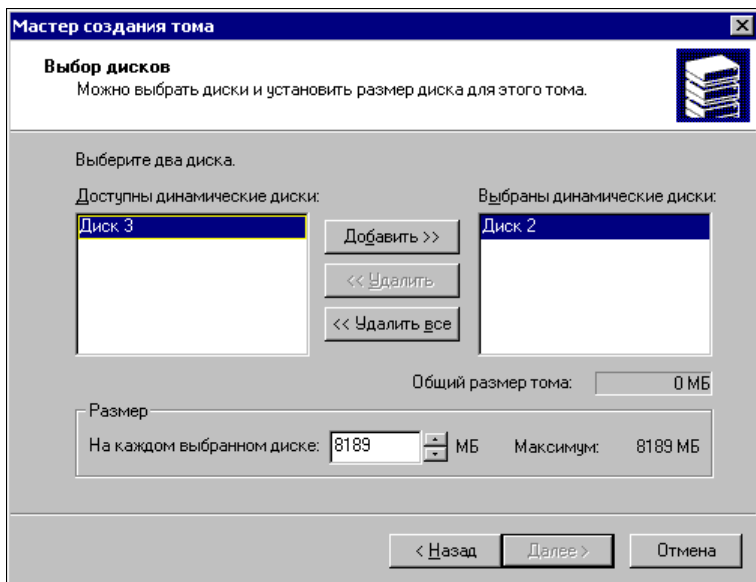 Мастер создания тома
Выбор дисков
Можно выбрать диски и установить размер диска для этого тома.
Выберите два диска.
Доступны динамические диски:
Выбраны динамические диски:
Диск 3
Диск 2
Добавить >>
<< Удалить
<< Удалить все
Общий размер тома: 0 МБ
Размер
На каждом выбранном диске: 8189 МБ Максимум: 8189 МБ
< Назад Далее > Отмена